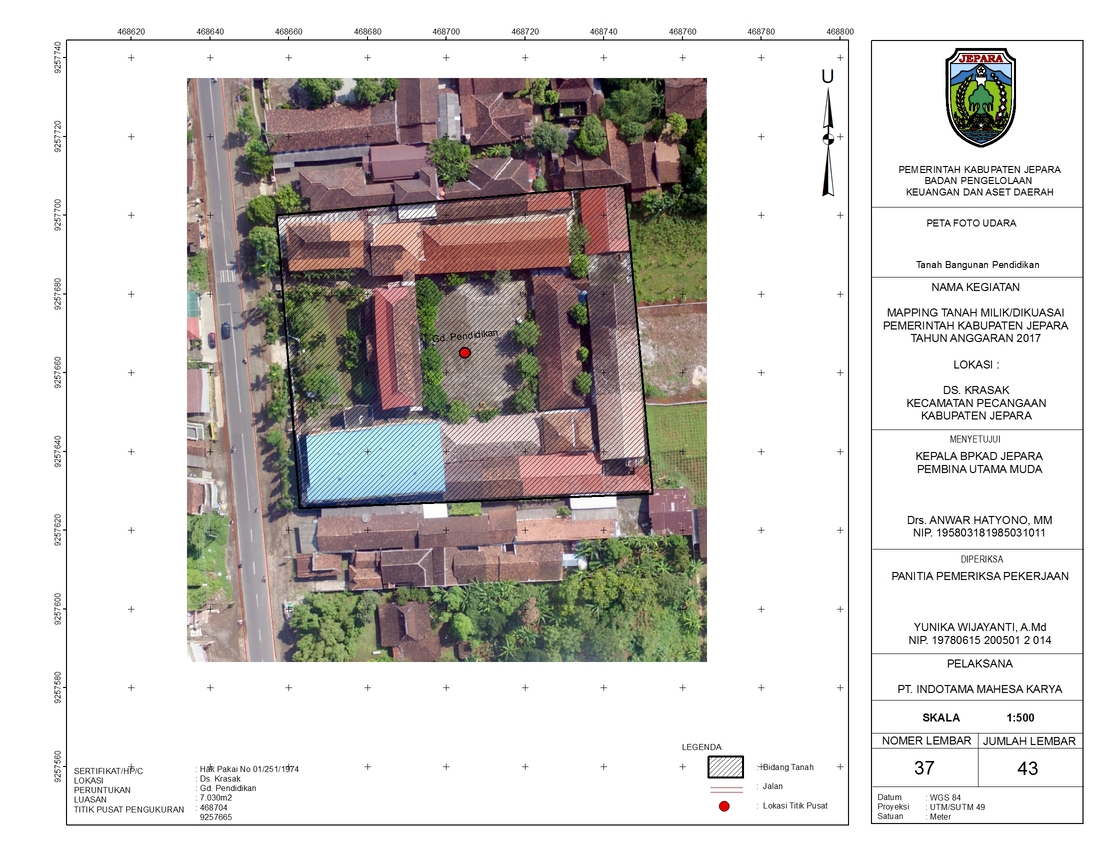 468620 468640 468660 468680 468700 468720 468740 468760 468780 468800
9257740
9257720
9257700
9257680
9257660
9257640
9257620
9257600
9257580
9257560
U
Gd. Pendidikan
SERTIFIKAT/HP/C : Hak Pakai No 01/251/1974
LOKASI : Ds. Krasak
PERUNTUKAN : Gd. Pendidikan
LUASAN : 7.030m2
TITIK PUSAT PENGUKURAN : 468704
9257665
LEGENDA
: Bidang Tanah
: Jalan
: Lokasi Titik Pusat
JEPARA
PEMERINTAH KABUPATEN JEPARA
BADAN PENGELOLAAN
KEUANGAN DAN ASET DAERAH
PETA FOTO UDARA
Tanah Bangunan Pendidikan
NAMA KEGIATAN
MAPPING TANAH MILIK/DIKUASAI
PEMERINTAH KABUPATEN JEPARA
TAHUN ANGGARAN 2017
LOKASI :
DS. KRASAK
KECAMATAN PECANGAAN
KABUPATEN JEPARA
MENYETUJUI
KEPALA BPKAD JEPARA
PEMBINA UTAMA MUDA
Drs. ANWAR HATYONO, MM
NIP. 195803181985031011
DIPERIKSA
PANITIA PEMERIKSA PEKERJAAN
YUNIKA WIJAYANTI, A.Md
NIP. 19780615 200501 2 014
PELAKSANA
PT. INDOTAMA MAHESA KARYA
SKALA 1:500
NOMER LEMBAR JUMLAH LEMBAR
37 43
Datum : WGS 84
Proyeksi : UTM/SUTM 49
Satuan : Meter